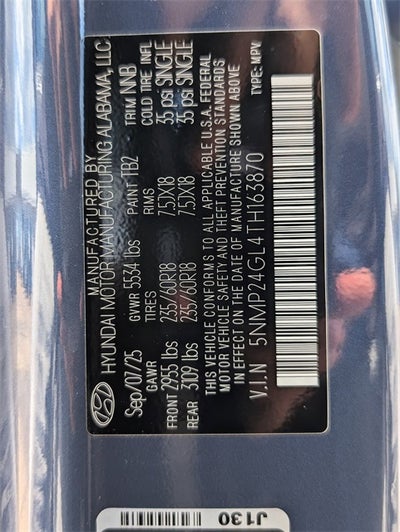 MANUFACTURED BY
HYUNDAI MOTOR MANUFACTURING ALABAMA, LLC.
Sep/07/25 GVWR 5534 lbs PAINT TB2 TRIM NNB
GAWR TIRES RIMS COLD TIRE INFL
FRONT 2955 lbs 235/60R18 7.5JX18 35 psi SINGLE
REAR 3109 lbs 235/60R18 7.5JX18 35 psi SINGLE
THIS VEHICLE CONFORMS TO ALL APPLICABLE U.S.A. FEDERAL
MOTOR VEHICLE SAFETY AND THEFT PREVENTION STANDARDS
IN EFFECT ON THE DATE OF MANUFACTURE SHOWN ABOVE
V.I.N 5NMP24GL4TH163870 TYPE: MPV
J130